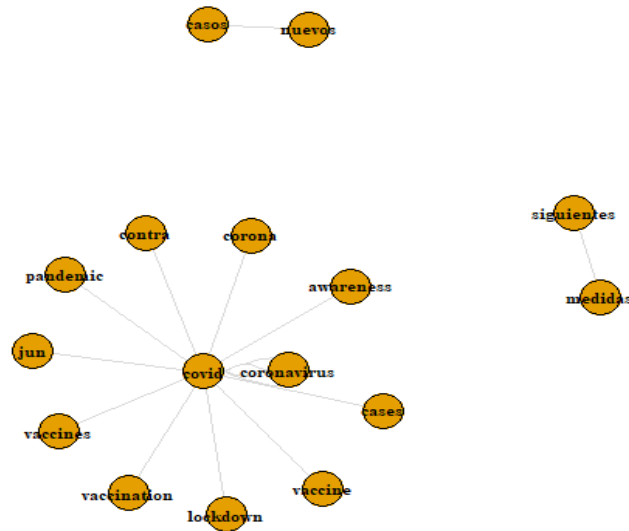 casos
nuevos
siguientes
contra
corona
pandemic
awareness
medidas
jun
covid
coronavirus
cases
vaccines
vaccination
vaccine
lockdown